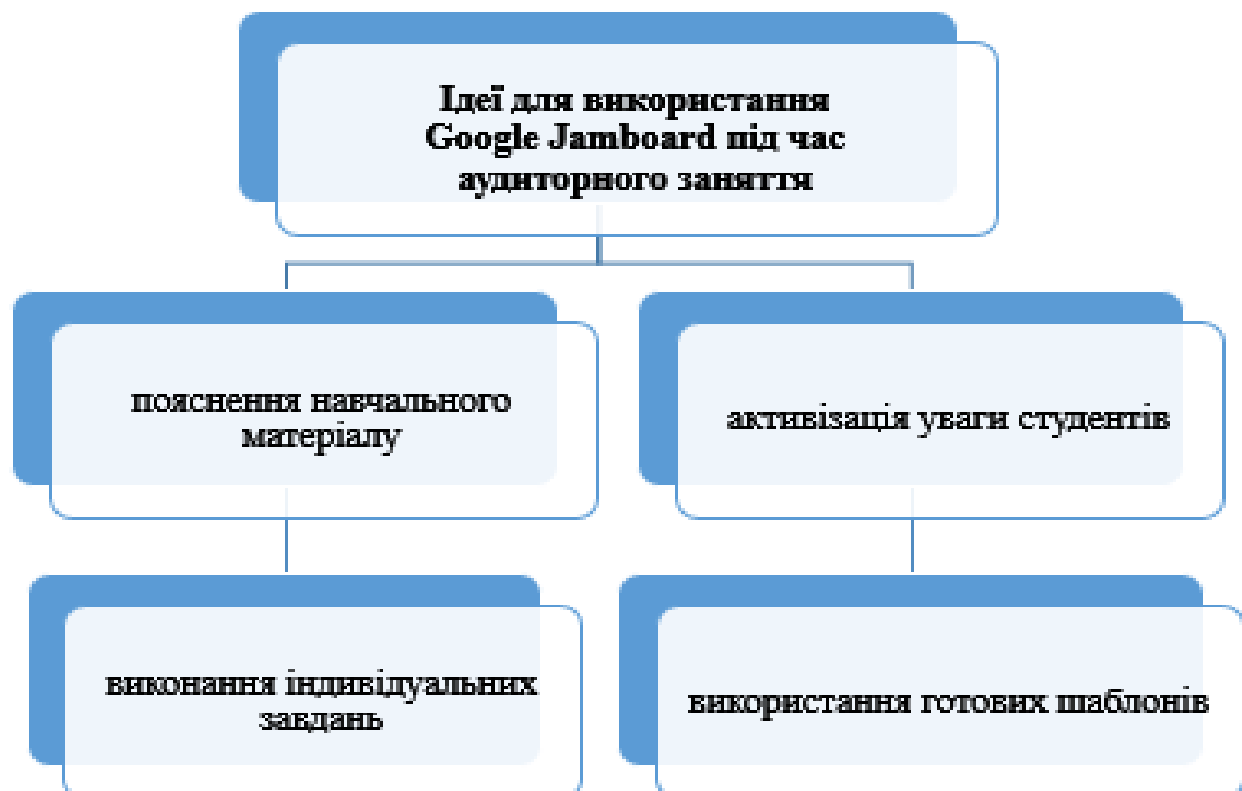 Ідеї для використання
Google Jamboard під час
аудиторного заняття
пояснення навчального
матеріалу
активізація уваги студентів
виконання індивідуальних
завдань
використання готових шаблонів